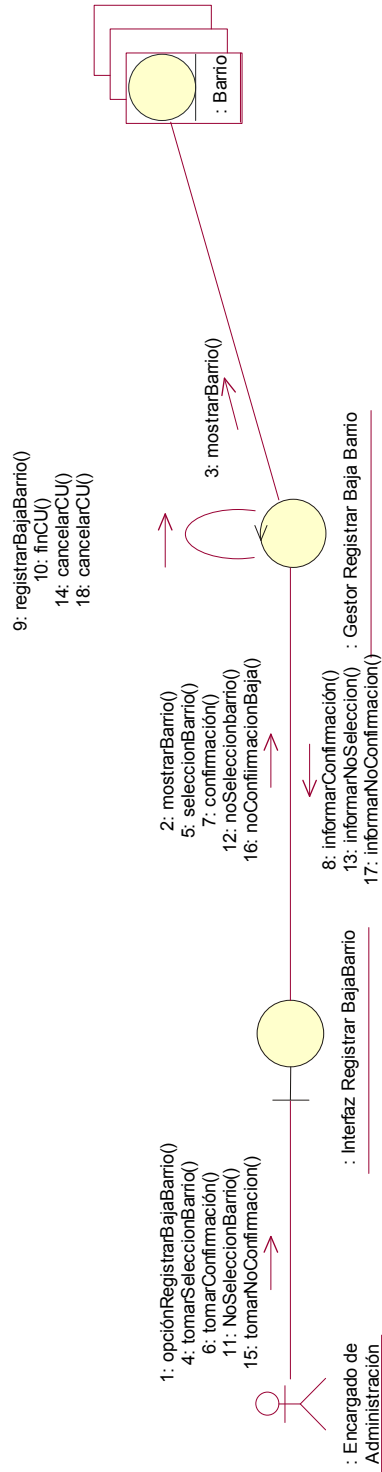 1: opciónRegistrarBajaBarrio()
4: tomarSeleccionBarrio()
6: tomarConfirmación()
11: NoSeleccionBarrio()
15: tomarNoConfirmacion()
: Encargado de
Administración
: Interfaz Registrar BajaBarrio
2: mostrarBarrio()
5: seleccionBarrio()
7: confirmación()
12: noSeleccionbarrio()
16: noConfirmacionBaja()
8: informarConfirmación()
13: informarNoSeleccion()
17: informarNoConfirmacion()
: Gestor Registrar Baja Barrio
9: registrarBajaBarrio()
10: finCU()
14: cancelarCU()
18: cancelarCU()
3: mostrarBarrio()
: Barrio